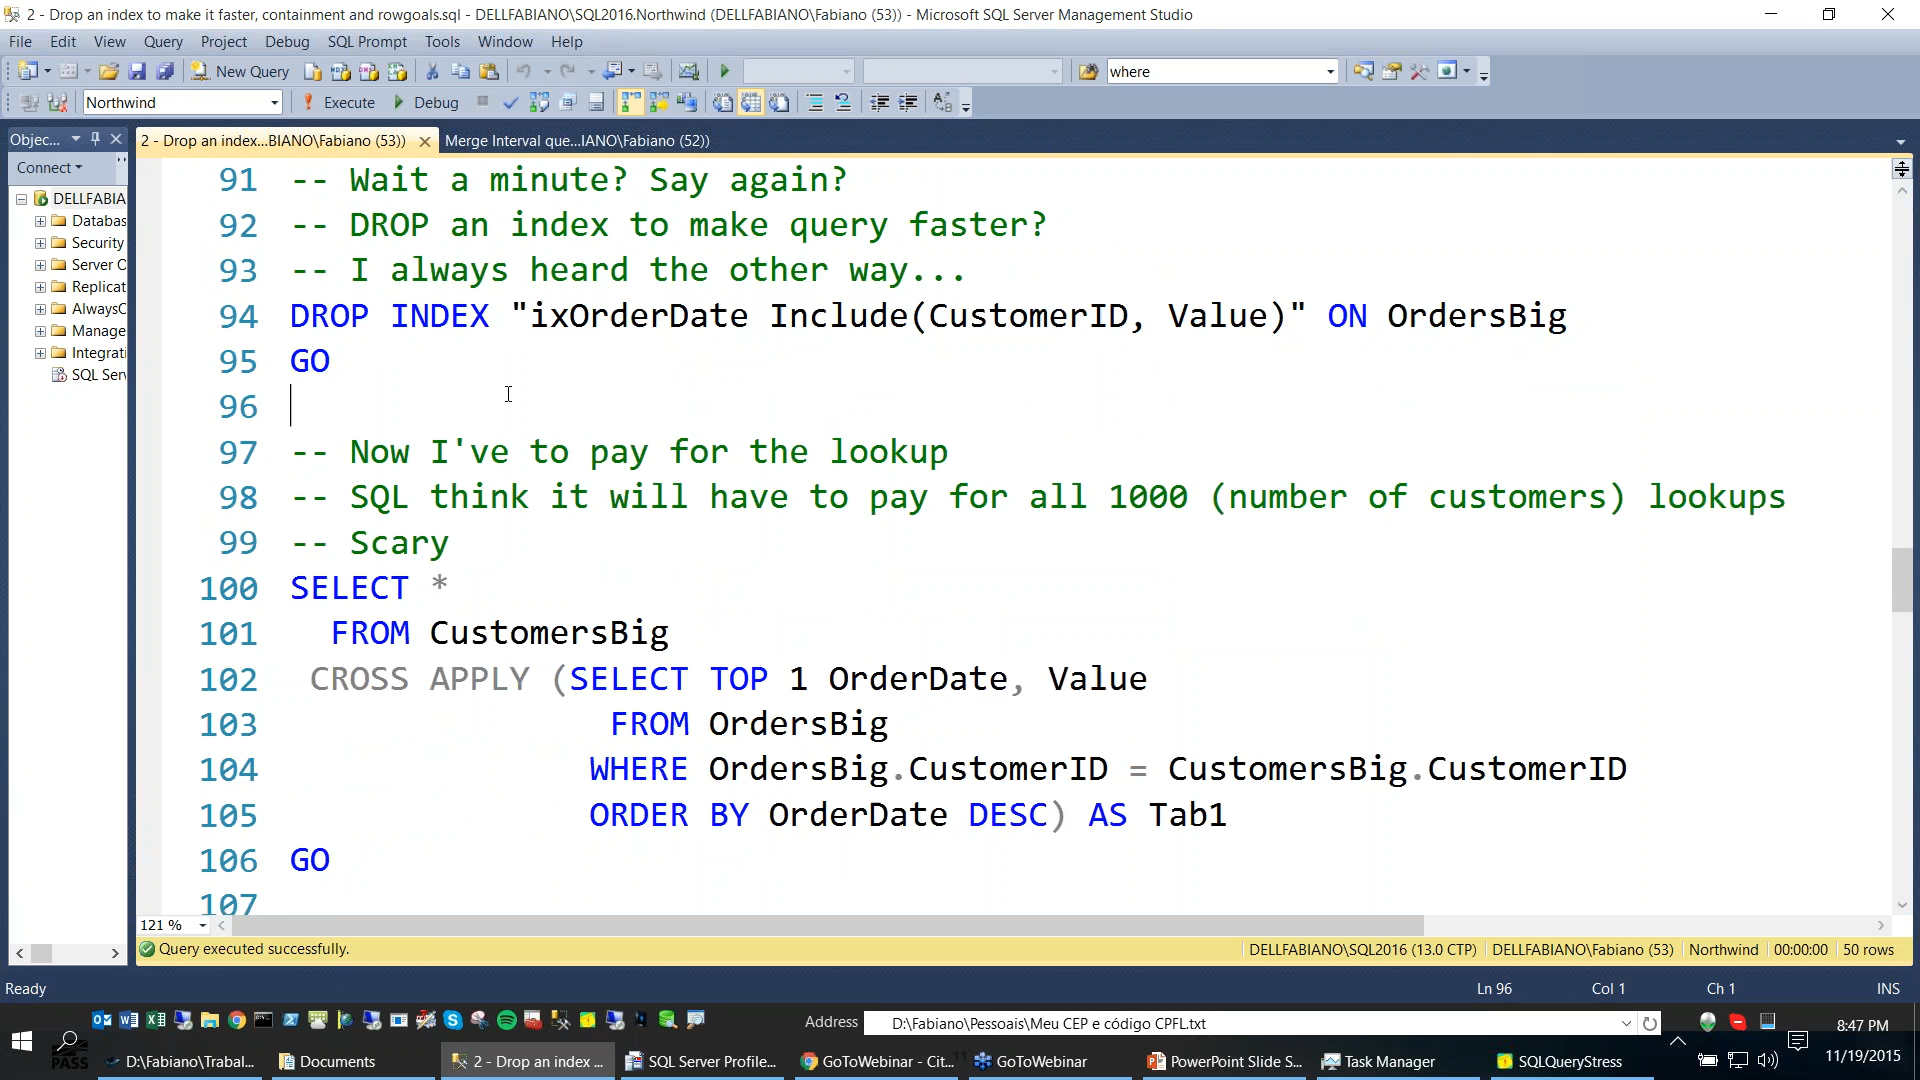 2 - Drop an index to make it faster, containment and rowgoals.sql - DELLFABIANO\SQL2016.Northwind (DELLFABIANO\Fabiano (53)) - Microsoft SQL Server Management Studio
File Edit View Query Project Debug SQL Prompt Tools Window Help
New Query where
Northwind Execute Debug
Objec... 2 - Drop an index...BIANO\Fabiano (53)) Merge Interval que...IANO\Fabiano (52))
Connect
DELLFABIA
Databas
Security
Server O
Replicat
AlwaysO
Manage
Integrati
SQL Serv
91 -- Wait a minute? Say again?
92 -- DROP an index to make query faster?
93 -- I always heard the other way...
94 DROP INDEX "ixOrderDate Include(CustomerID, Value)" ON OrdersBig
95 GO
96
97 -- Now I've to pay for the lookup
98 -- SQL think it will have to pay for all 1000 (number of customers) lookups
99 -- Scary
100 SELECT *
101 FROM CustomersBig
102 CROSS APPLY (SELECT TOP 1 OrderDate, Value
103 FROM OrdersBig
104 WHERE OrdersBig.CustomerID = CustomersBig.CustomerID
105 ORDER BY OrderDate DESC) AS Tab1
106 GO
107
121 %
Query executed successfully. DELLFABIANO\SQL2016 (13.0 CTP) DELLFABIANO\Fabiano (53) Northwind 00:00:00 50 rows
Ready Ln 96 Col 1 Ch 1 INS
Address D:\Fabiano\Pessoais\Meu CEP e código CPFL.txt
8:47 PM
PASS D:\Fabiano\Trabal... Documents 2 - Drop an index ... SQL Server Profile... GoToWebinar - Cit... GoToWebinar PowerPoint Slide S... Task Manager SQLQueryStress
11/19/2015